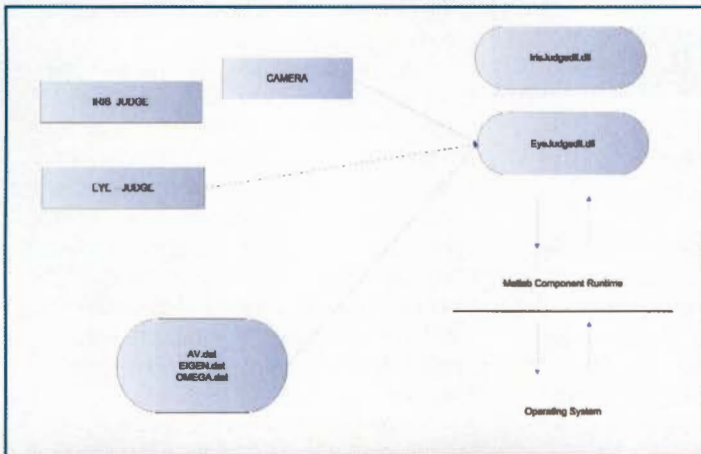 IrisJudgedll.dll
CAMERA
IRIS JUDGE
EyeJudgedll.dll
EYE JUDGE
Matlab Component Runtime
AV.dat
EIGEN.dat
OMEGA.dat
Operating System